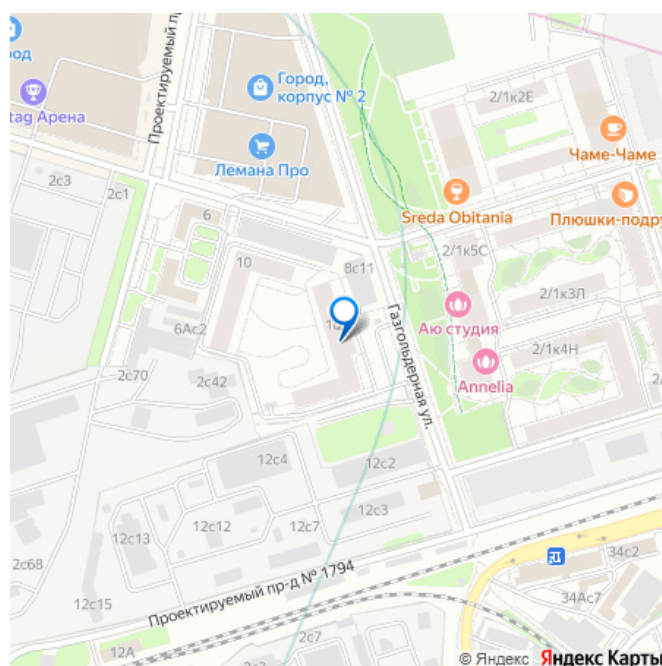 род
tag Арена
Проектируемый пр
Город,
корпус № 2
Лемана Про
2/1к2Е
Чаме-Чаме
Sreda Obitania
Плюшки-подру
2с3
2с1
6
10
8с11
2/1к5С
2/1к3Л
6Ас2
Газгольдерная ул.
Аю студия
Annelia
2/1к4Н
2с70
2с42
12с4
12с2
12с3
12с12
12с7
12с13
2с68
12с15
Проектируемый пр-д № 1794
12А
2с7
34с2
34Ас7
© Яндекс Яндекс Карты